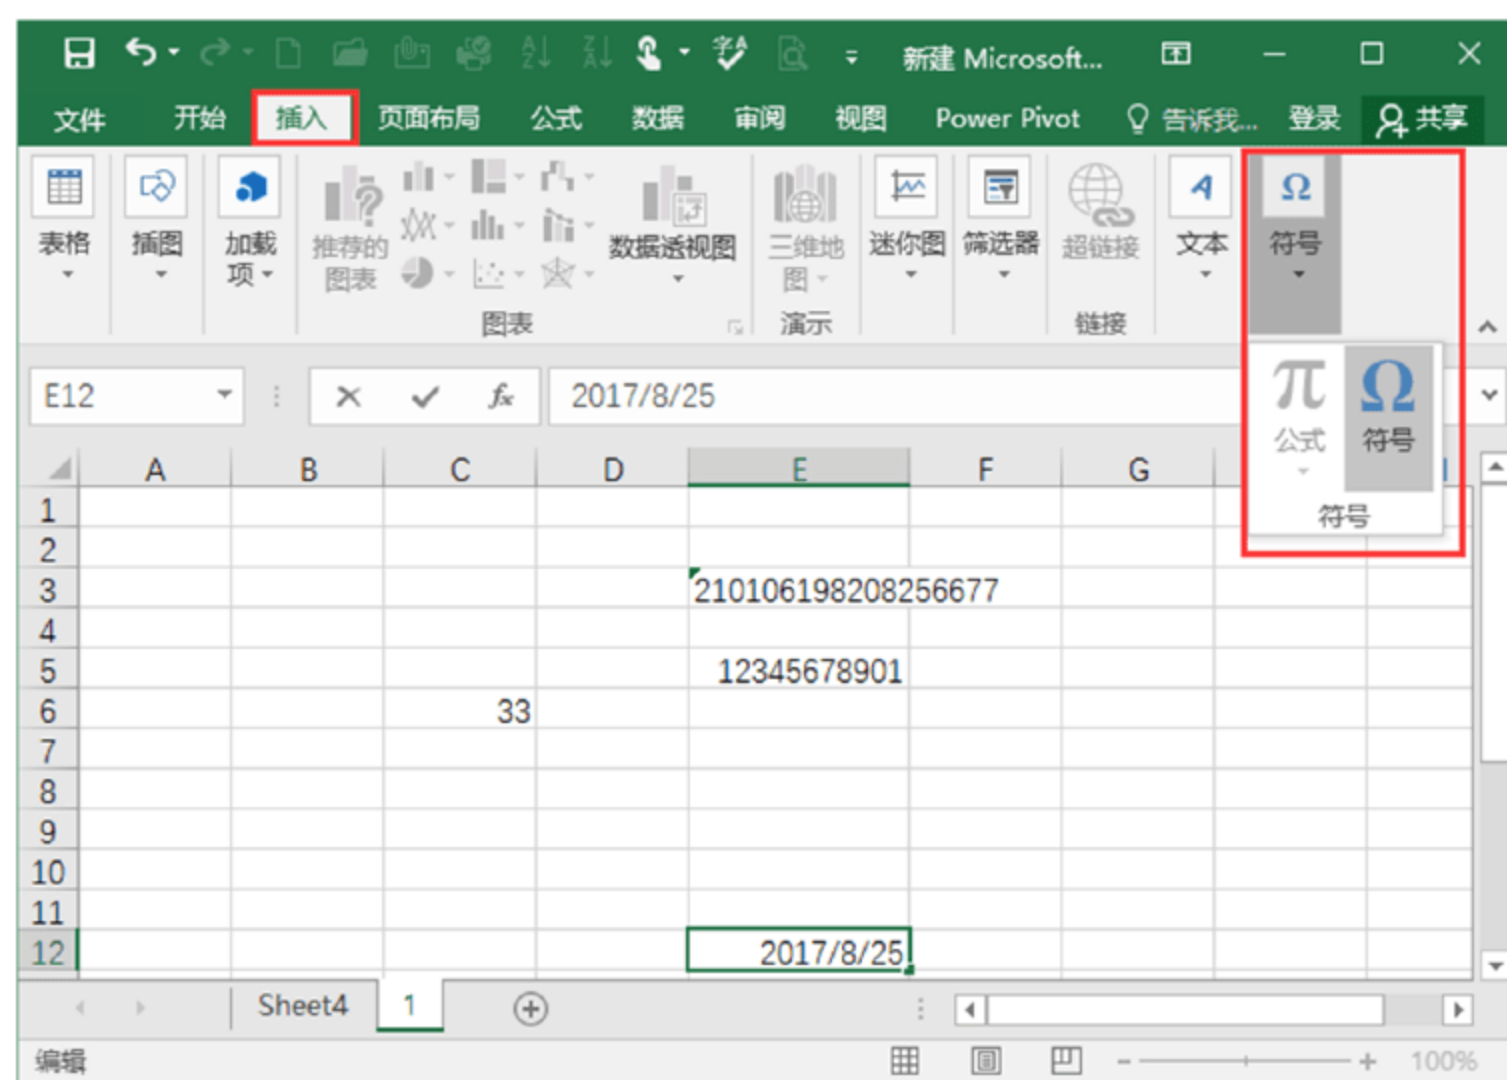 新建 Microsoft...
文件 开始 插入 页面布局 公式 数据 审阅 视图 Power Pivot 告诉我... 登录 共享
表格 插图 加载项 推荐的图表 数据透视图 三维地图 迷你图 筛选器 超链接 文本 符号
图表 演示 链接
公式 符号
符号
E12 fx 2017/8/25
A B C D E F G
1
2
3 210106198208256677
4
5 12345678901
6 33
7
8
9
10
11
12 2017/8/25
Sheet4 1
编辑 100%